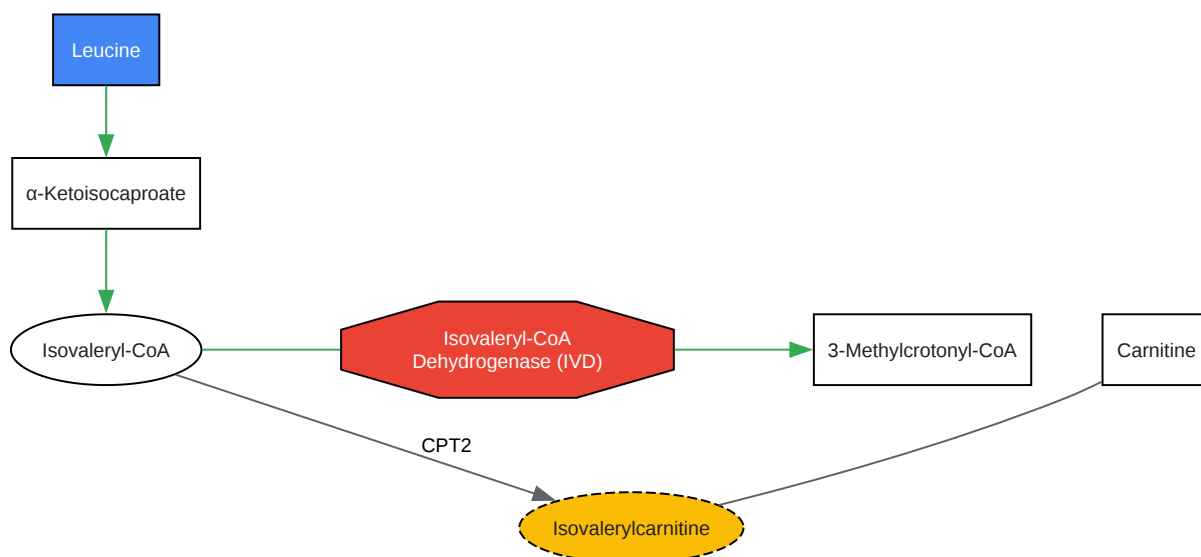 Leucine
α-Ketoisocaproate
Isovaleryl-CoA
Isovaleryl-CoA
Dehydrogenase (IVD)
3-Methylcrotonyl-CoA
Carnitine
CPT2
Isovalerylcarnitine